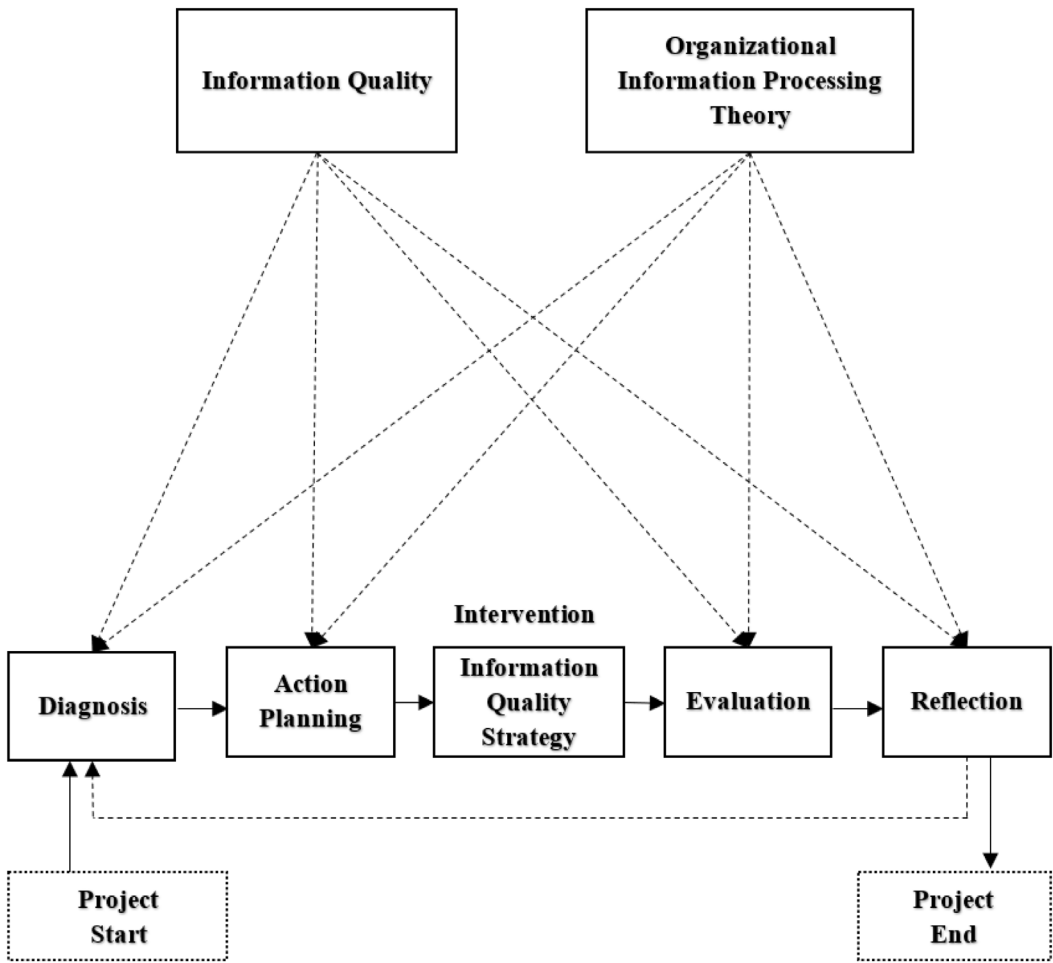 Information Quality
Organizational
Information Processing
Theory
Intervention
Diagnosis
Action
Planning
Information
Quality
Strategy
Evaluation
Reflection
Project
Start
Project
End